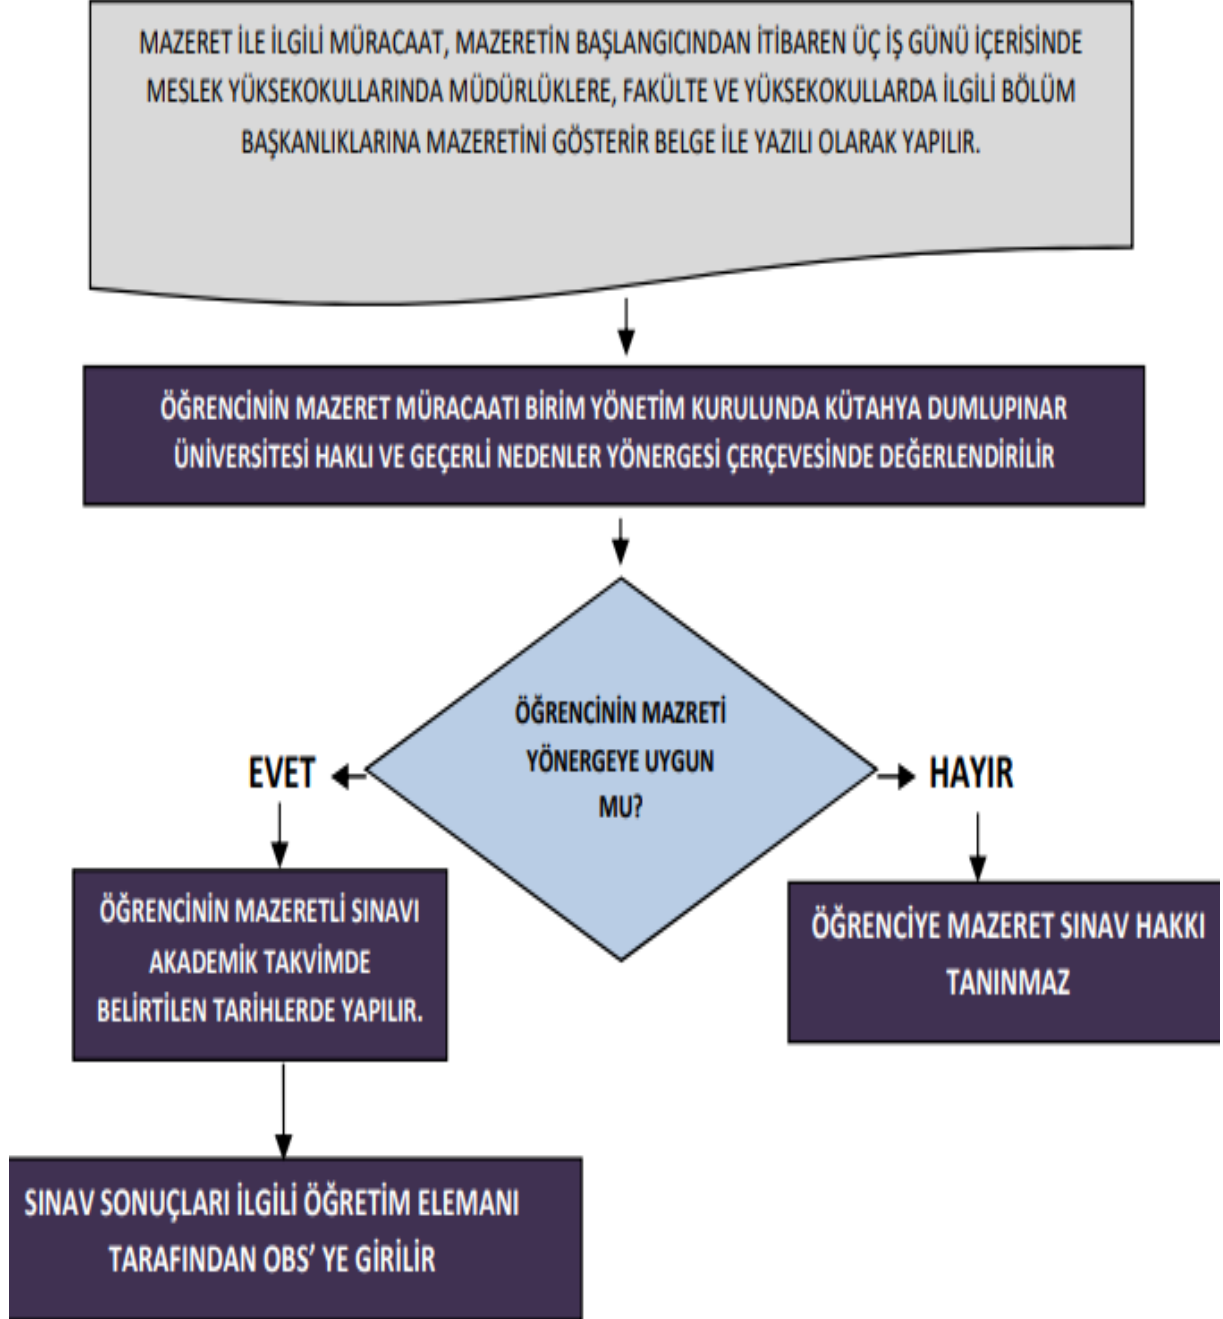 MAZERET İLE İLGİLİ MÜRACAAT, MAZERETİN BAŞLANGICINDAN İTİBAREN ÜÇ İŞ GÜNÜ İÇERİSİNDE
MESLEK YÜKSEKOKULLARINDA MÜDÜRLÜKLERE, FAKÜLTE VE YÜKSEKOKULLARDA İLGİLİ BÖLÜM
BAŞKANLIKLARINA MAZERETİNİ GÖSTERİR BELGE İLE YAZILI OLARAK YAPILIR.
ÖĞRENCİNİN MAZERET MÜRACAATI BİRİM YÖNETİM KURULUNDA KÜTAHYA DUMLUPINAR
ÜNİVERSİTESİ HAKLI VE GEÇERLİ NEDENLER YÖNERGESİ ÇERÇEVESİNDE DEĞERLENDİRİLİR
ÖĞRENCİNİN MAZRETİ
YÖNERGEYE UYGUN
MU?
EVET
HAYIR
ÖĞRENCİNİN MAZERETLİ SINAVI
AKADEMİK TAKVİMDE
BELİRTİLEN TARİHLERDE YAPILIR.
ÖĞRENCİYE MAZERET SINAV HAKKI
TANINMAZ
SINAV SONUÇLARI İLGİLİ ÖĞRETİM ELEMANI
TARAFINDAN OBS' YE GİRİLİR